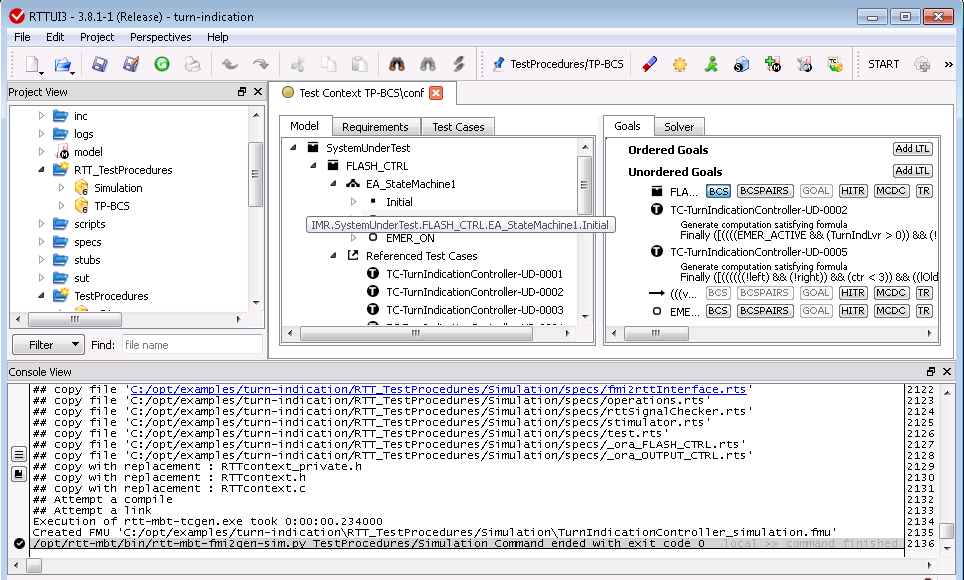 RTTUI3 - 3.8.1-1 (Release) - turn-indication
File Edit Project Perspectives Help
TestProcedures/TP-BCS START »
Project View
inc
logs
model
RTT_TestProcedures
Simulation
TP-BCS
scripts
specs
stubs
sut
TestProcedures
Filter Find: file name
Test Context TP-BCS\conf
Model Requirements Test Cases
SystemUnderTest
FLASH_CTRL
EA_StateMachine1
Initial
IMR.SystemUnderTest.FLASH_CTRL.EA_StateMachine1.Initial
EMER_ON
Referenced Test Cases
TC-TurnIndicationController-UD-0001
TC-TurnIndicationController-UD-0002
TC-TurnIndicationController-UD-0003
Goals Solver
Ordered Goals Add LTL
Unordered Goals Add LTL
FLA... BCS BCSPAIRS GOAL HITR MCDC TR
TC-TurnIndicationController-UD-0002
Generate computation satisfying formula
Finally ([((((EMER_ACTIVE && (TurnIndLvr > 0)) && (!
TC-TurnIndicationController-UD-0005
Generate computation satisfying formula
(((v... BCS BCSPAIRS GOAL HITR MCDC TR
EME... BCS BCSPAIRS GOAL HITR MCDC TR
Console View
## copy file 'C:/opt/examples/turn-indication/RTT_TestProcedures/Simulation/specs/fmi2rttInterface.rts' 2122
## copy file 'C:/opt/examples/turn-indication/RTT_TestProcedures/Simulation/specs/operations.rts' 2123
## copy file 'C:/opt/examples/turn-indication/RTT_TestProcedures/Simulation/specs/rttSignalChecker.rts' 2124
## copy file 'C:/opt/examples/turn-indication/RTT_TestProcedures/Simulation/specs/stimulator.rts' 2125
## copy file 'C:/opt/examples/turn-indication/RTT_TestProcedures/Simulation/specs/test.rts' 2126
## copy file 'C:/opt/examples/turn-indication/RTT_TestProcedures/Simulation/specs/_ora_FLASH_CTRL.rts' 2127
## copy file 'C:/opt/examples/turn-indication/RTT_TestProcedures/Simulation/specs/_ora_OUTPUT_CTRL.rts' 2128
## copy with replacement : RTTcontext_private.h 2129
## copy with replacement : RTTcontext.h 2130
## copy with replacement : RTTcontext.c 2131
## Attempt a compile 2132
## Attempt a link 2133
Execution of rtt-mbt-tcgen.exe took 0:00:00.234000 2134
Created FMU 'C:/opt/examples/turn-indication\RTT_TestProcedures\Simulation\TurnIndicationController_simulation.fmu' 2135
/opt/rtt-mbt/bin/rtt-mbt-fmi2gen-sim.py TestProcedures/Simulation Command ended with exit code 0 local >> command finished 2136